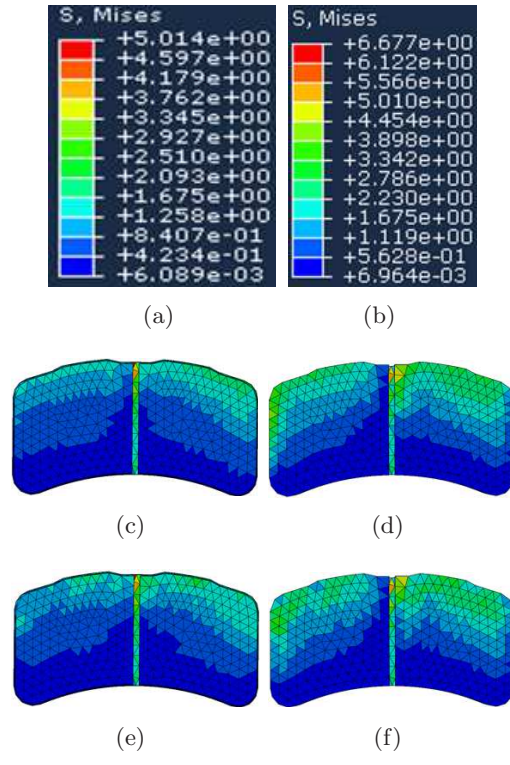 S, Mises
+5.014e+00
+4.597e+00
+4.179e+00
+3.762e+00
+3.345e+00
+2.927e+00
+2.510e+00
+2.093e+00
+1.675e+00
+1.258e+00
+8.407e-01
+4.234e-01
+6.089e-03
S, Mises
+6.677e+00
+6.122e+00
+5.566e+00
+5.010e+00
+4.454e+00
+3.898e+00
+3.342e+00
+2.786e+00
+2.230e+00
+1.675e+00
+1.119e+00
+5.628e-01
+6.964e-03
(a)
(b)
(c)
(d)
(e)
(f)